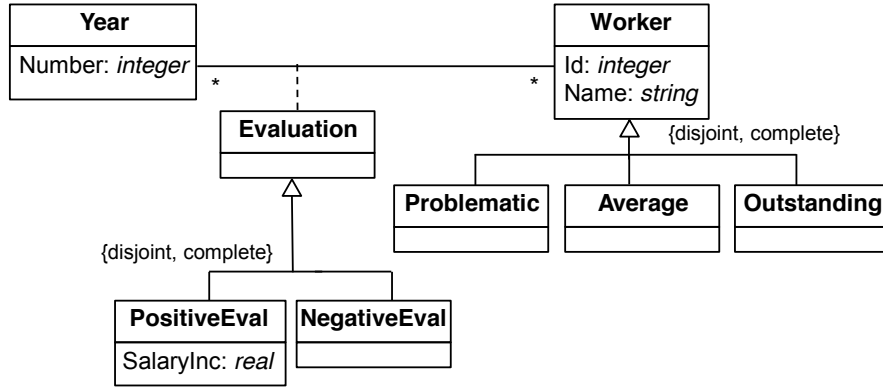 Year
Number: integer
*
*
Worker
Id: integer
Name: string
Evaluation
{disjoint, complete}
Problematic
Average
Outstanding
{disjoint, complete}
PositiveEval
SalaryInc: real
NegativeEval